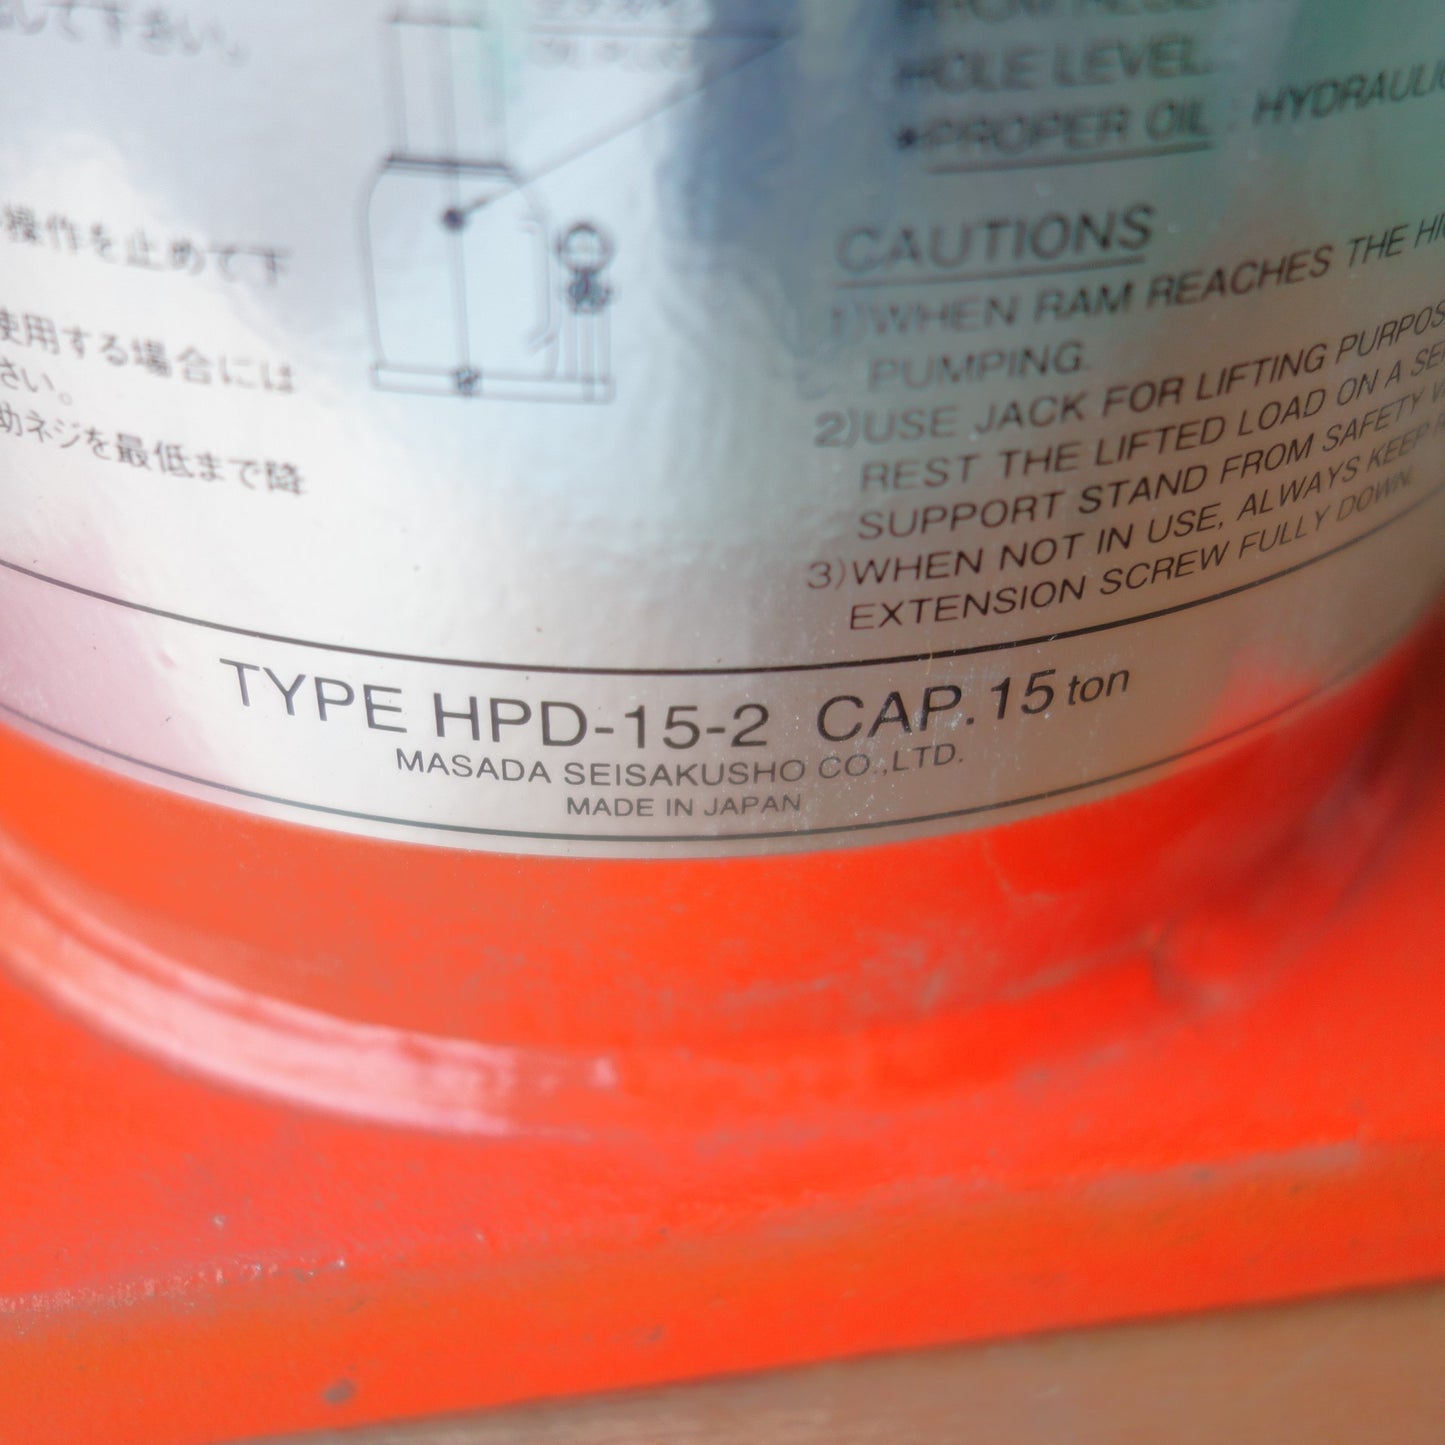 して下さい。
操作を止めて下
使用する場合には
さい。
助ネジを最低まで降
HOLE LEVEL.
•PROPER OIL : HYDRAULI
CAUTIONS
1)WHEN RAM REACHES THE
PUMPING.
2)USE JACK FOR LIFTING PURPOS
REST THE LIFTED LOAD ON A
SUPPORT STAND FROM SAFETY
3)WHEN NOT IN USE, ALWAYS KEEP
EXTENSION SCREW FULLY DOWN.
TYPE HPD-15-2 CAP. 15 ton
MASADA SEISAKUSHO CO.,LTD.
MADE IN JAPAN